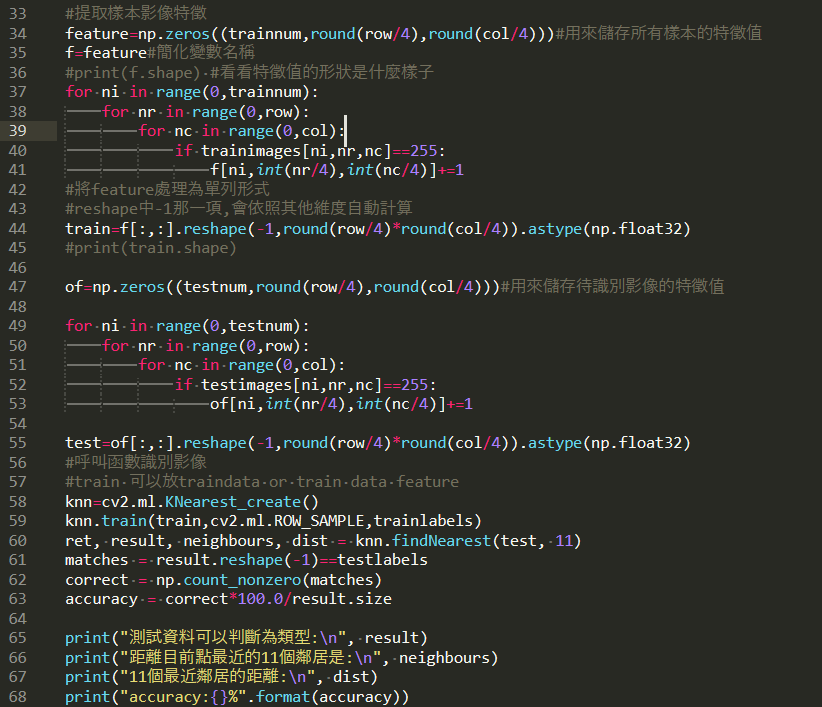 33 #提取樣本影像特徵
34 feature=np.zeros((trainnum,round(row/4),round(col/4)))#用來儲存所有樣本的特徵值
35 f=feature#簡化變數名稱
36 #print(f.shape) #看看特徵值的形狀是什麼樣子
37 for ni in range(0,trainnum):
38 for nr in range(0,row):
39 for nc in range(0,col):
40 if trainimages[ni,nr,nc]==255:
41 f[ni,int(nr/4),int(nc/4)]+=1
42 #將feature處理為單列形式
43 #reshape中-1那一項,會依照其他維度自動計算
44 train=f[:,:].reshape(-1,round(row/4)*round(col/4)).astype(np.float32)
45 #print(train.shape)
46
47 of=np.zeros((testnum,round(row/4),round(col/4)))#用來儲存待識別影像的特徵值
48
49 for ni in range(0,testnum):
50 for nr in range(0,row):
51 for nc in range(0,col):
52 if testimages[ni,nr,nc]==255:
53 of[ni,int(nr/4),int(nc/4)]+=1
54
55 test=of[:,:].reshape(-1,round(row/4)*round(col/4)).astype(np.float32)
56 #呼叫函數識別影像
57 #train 可以放traindata or train data feature
58 knn=cv2.ml.KNearest_create()
59 knn.train(train,cv2.ml.ROW_SAMPLE,trainlabels)
60 ret, result, neighbours, dist = knn.findNearest(test, 11)
61 matches = result.reshape(-1)==testlabels
62 correct = np.count_nonzero(matches)
63 accuracy = correct*100.0/result.size
64
65 print("測試資料可以判斷為類型:\n", result)
66 print("距離目前點最近的11個鄰居是:\n", neighbours)
67 print("11個最近鄰居的距離:\n", dist)
68 print("accuracy:{}%".format(accuracy))